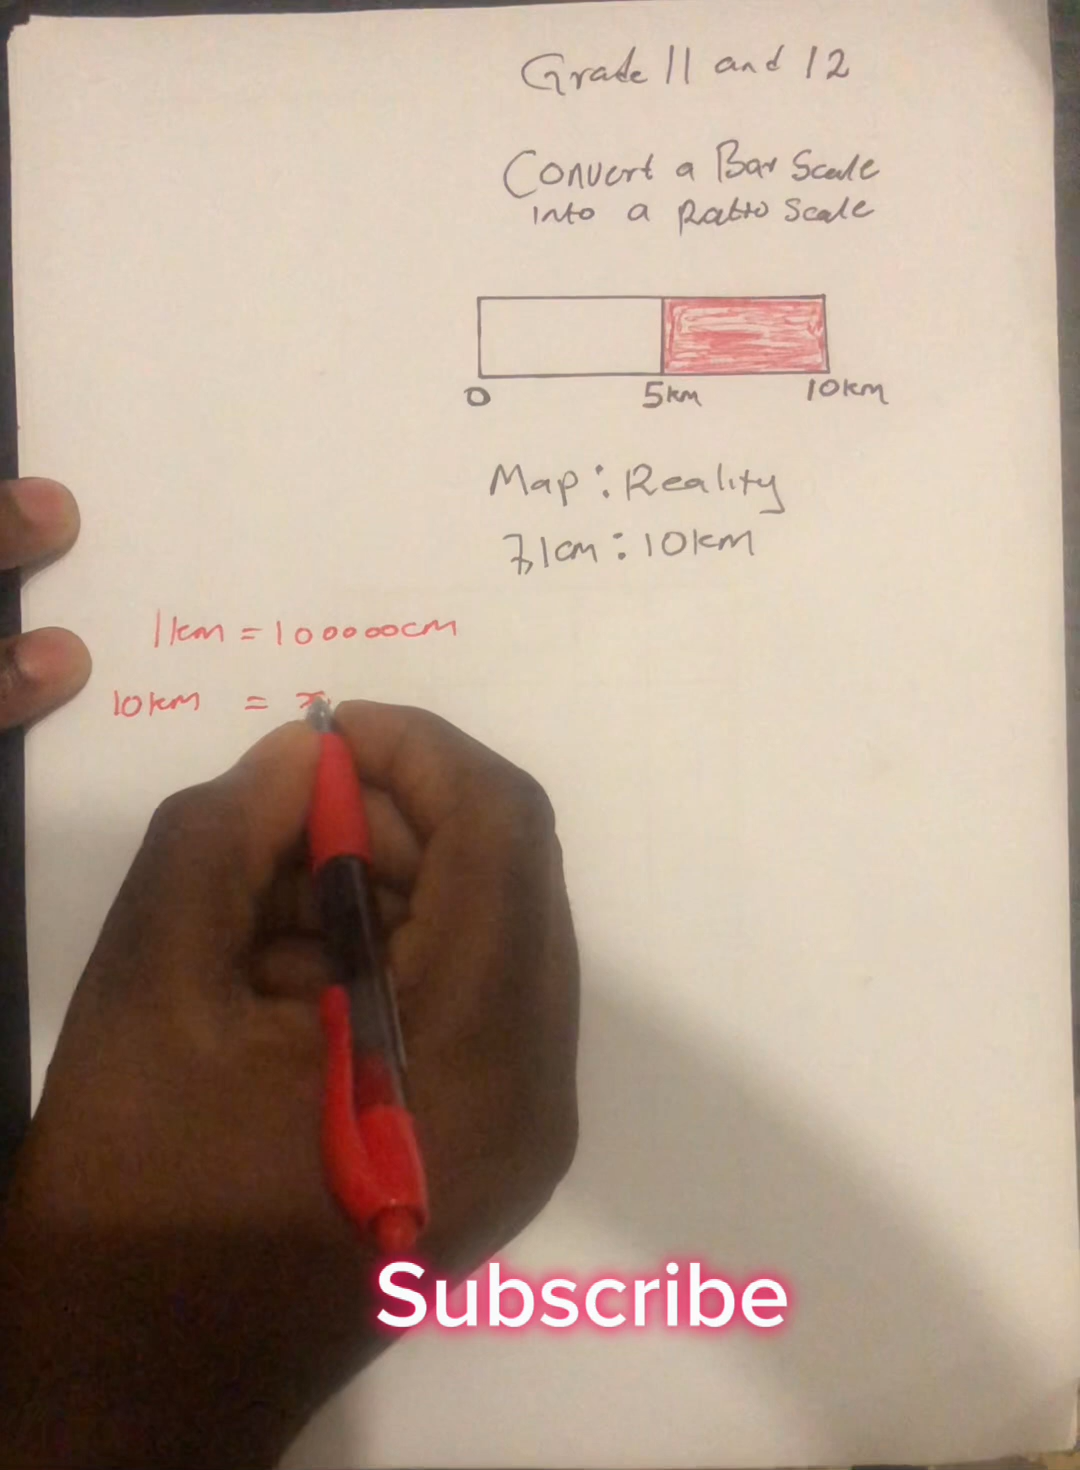 Grade 11 and 12
Convert a Bar Scale
into a Ratio Scale
0 5km 10km
Map : Reality
7,1cm : 10km
1km = 100000cm
10km = x
Subscribe